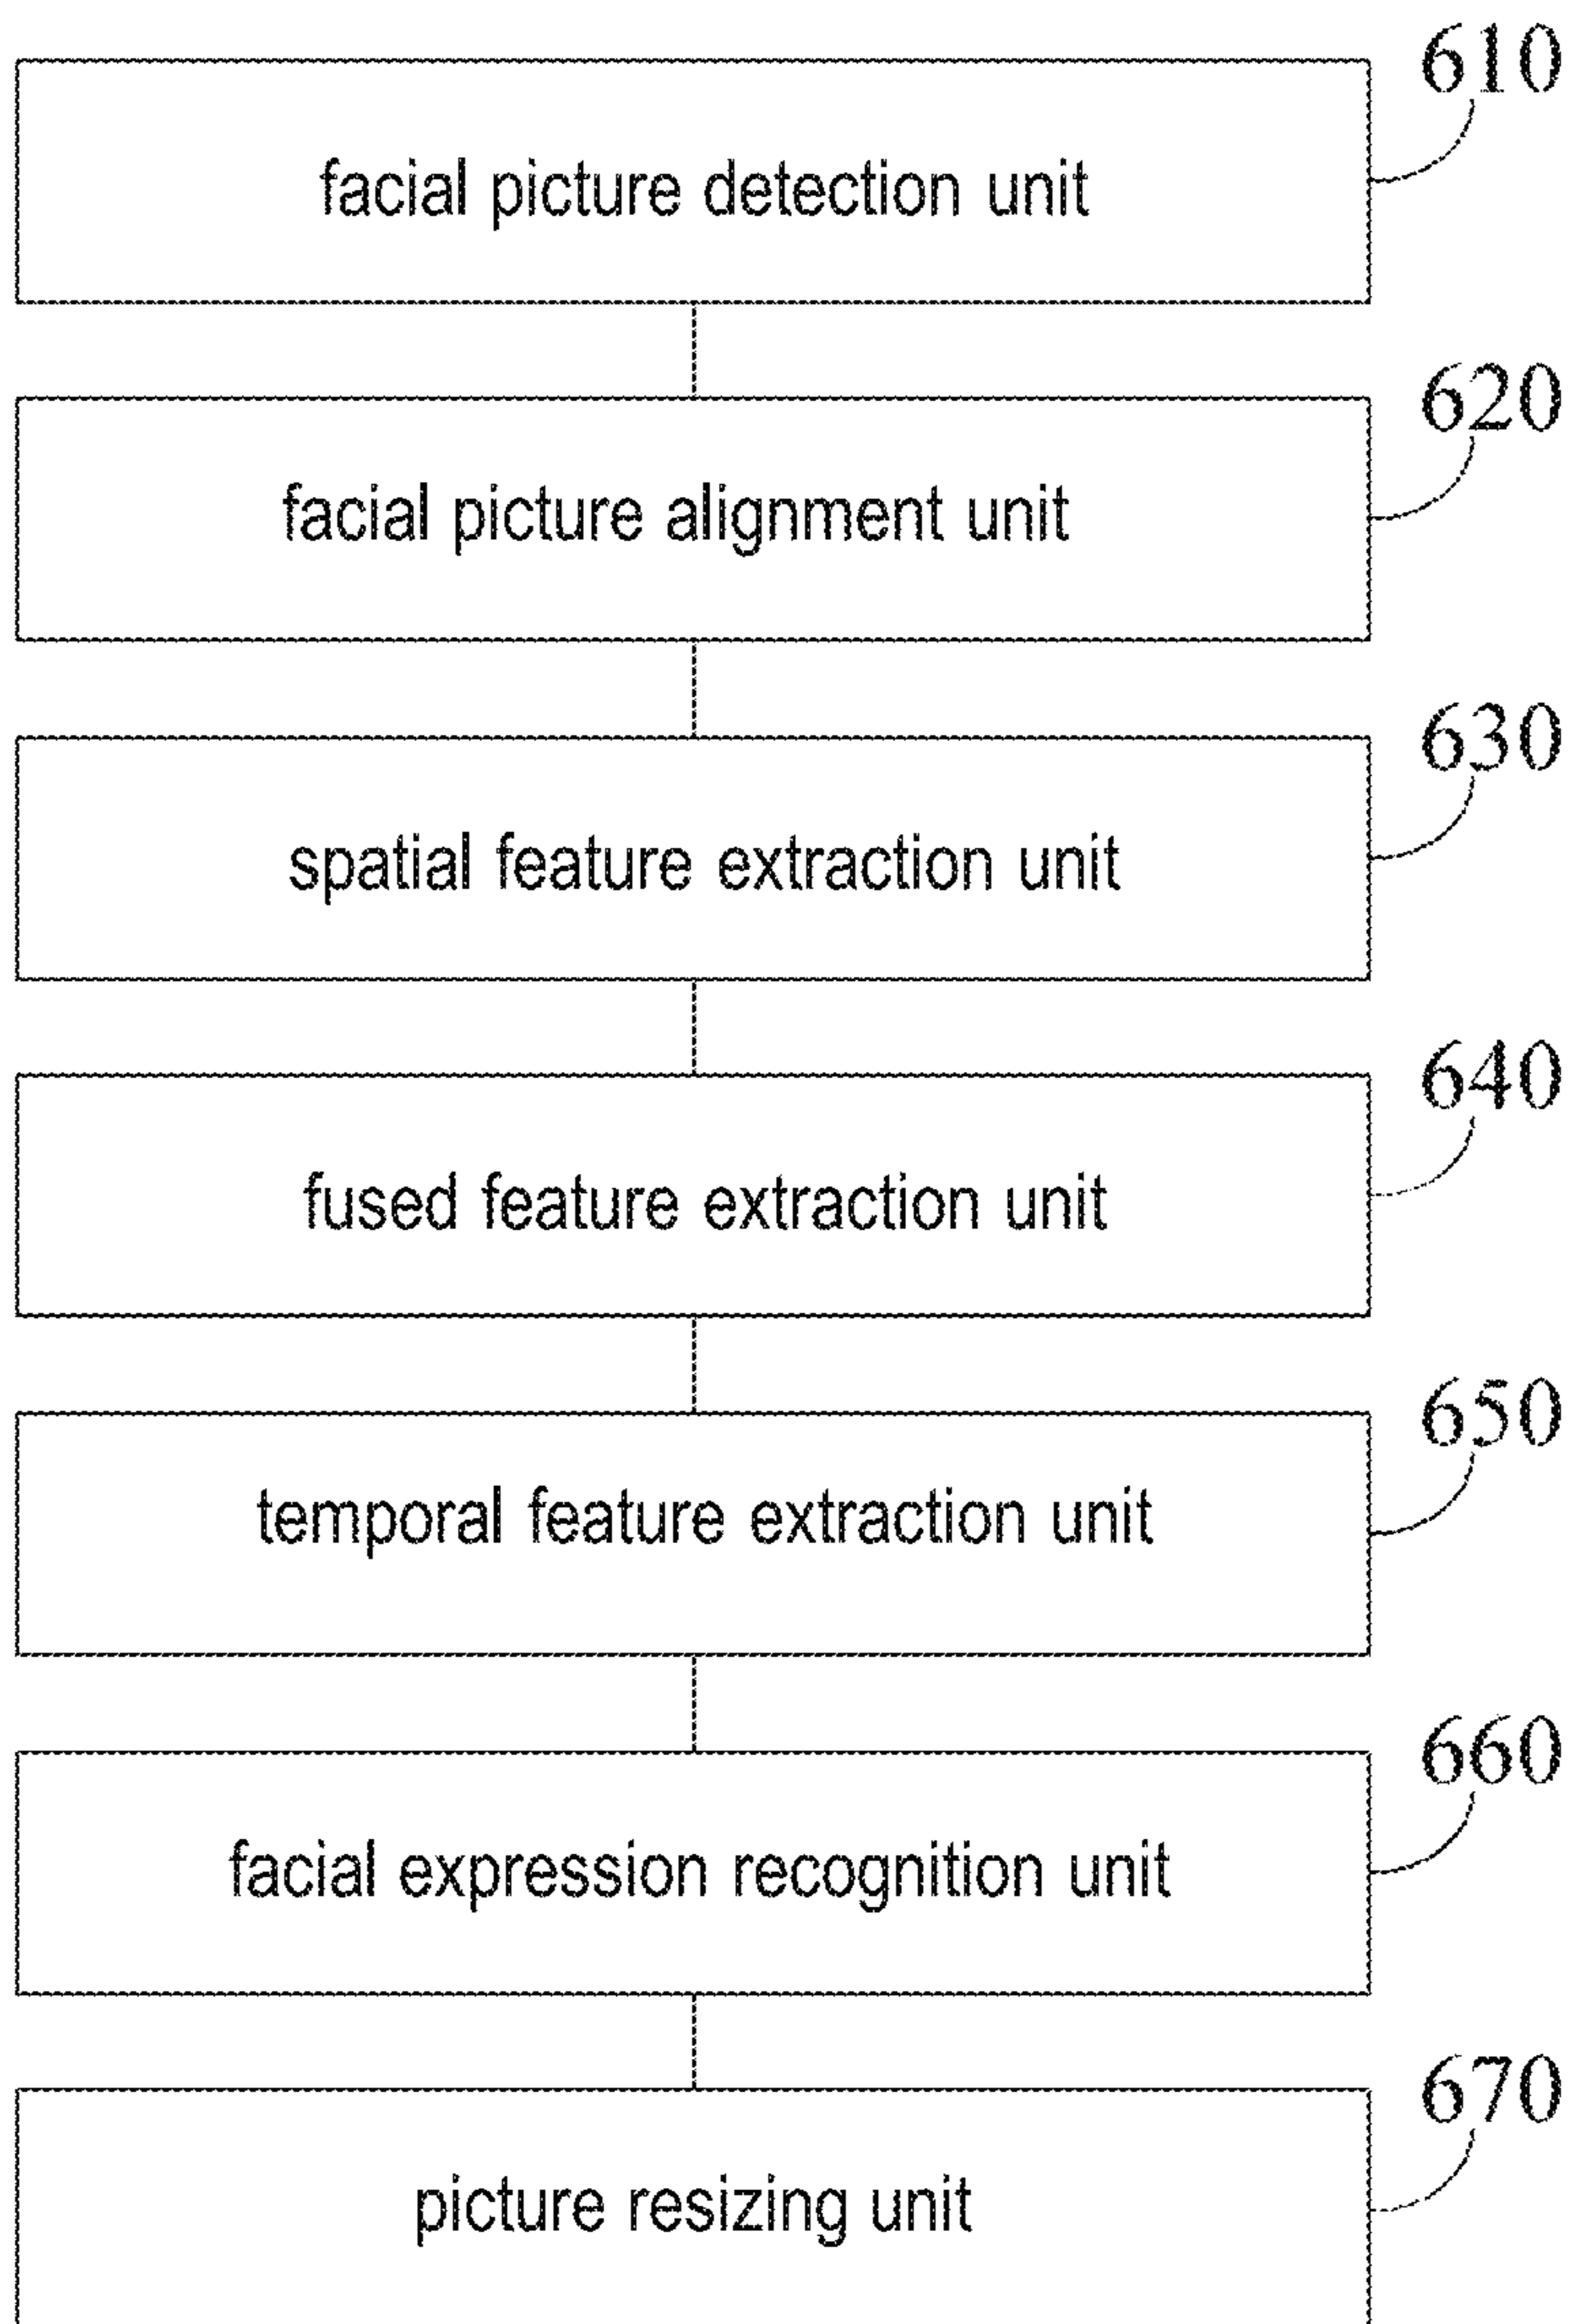 610
facial picture detection unit
620
facial picture alignment unit
630
spatial feature extraction unit
640
fused feature extraction unit
650
temporal feature extraction unit
660
facial expression recognition unit
670
picture resizing unit